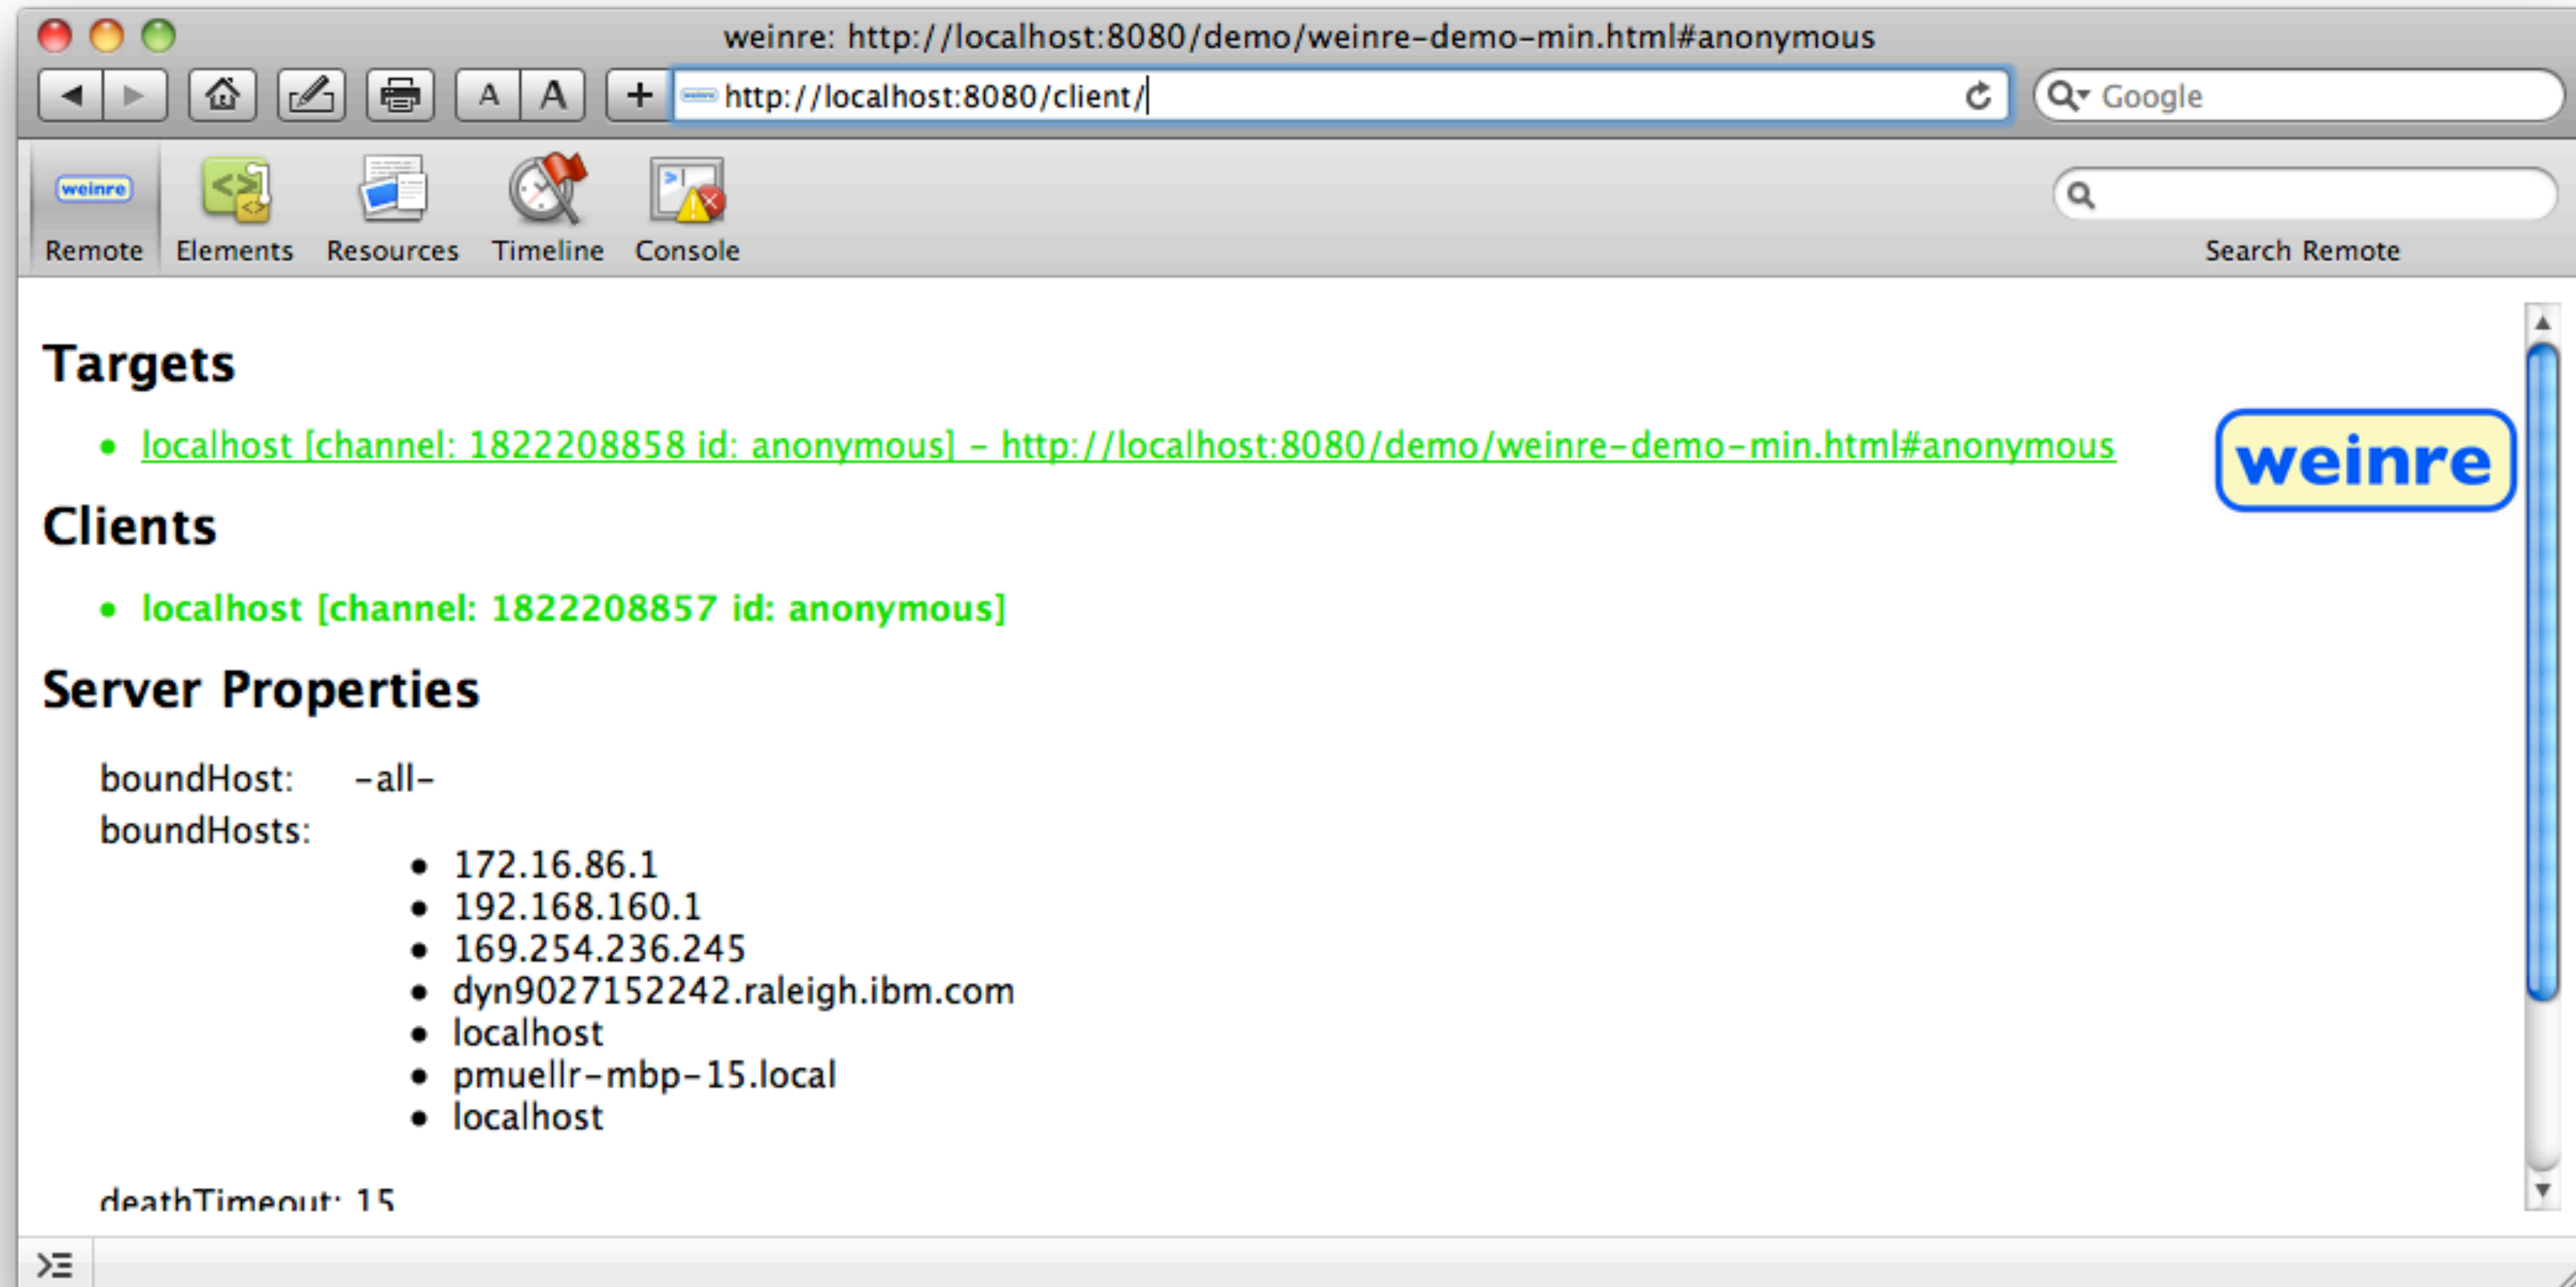 weinre: http://localhost:8080/demo/weinre-demo-min.html#anonymous
A A + http://localhost:8080/client/ Google
weinre
Remote Elements Resources Timeline Console Search Remote
Targets
• localhost [channel: 1822208858 id: anonymous] – http://localhost:8080/demo/weinre-demo-min.html#anonymous
weinre
Clients
• localhost [channel: 1822208857 id: anonymous]
Server Properties
boundHost: -all-
boundHosts:
• 172.16.86.1
• 192.168.160.1
• 169.254.236.245
• dyn9027152242.raleigh.ibm.com
• localhost
• pmuellr-mbp-15.local
• localhost
deathTimeout: 15